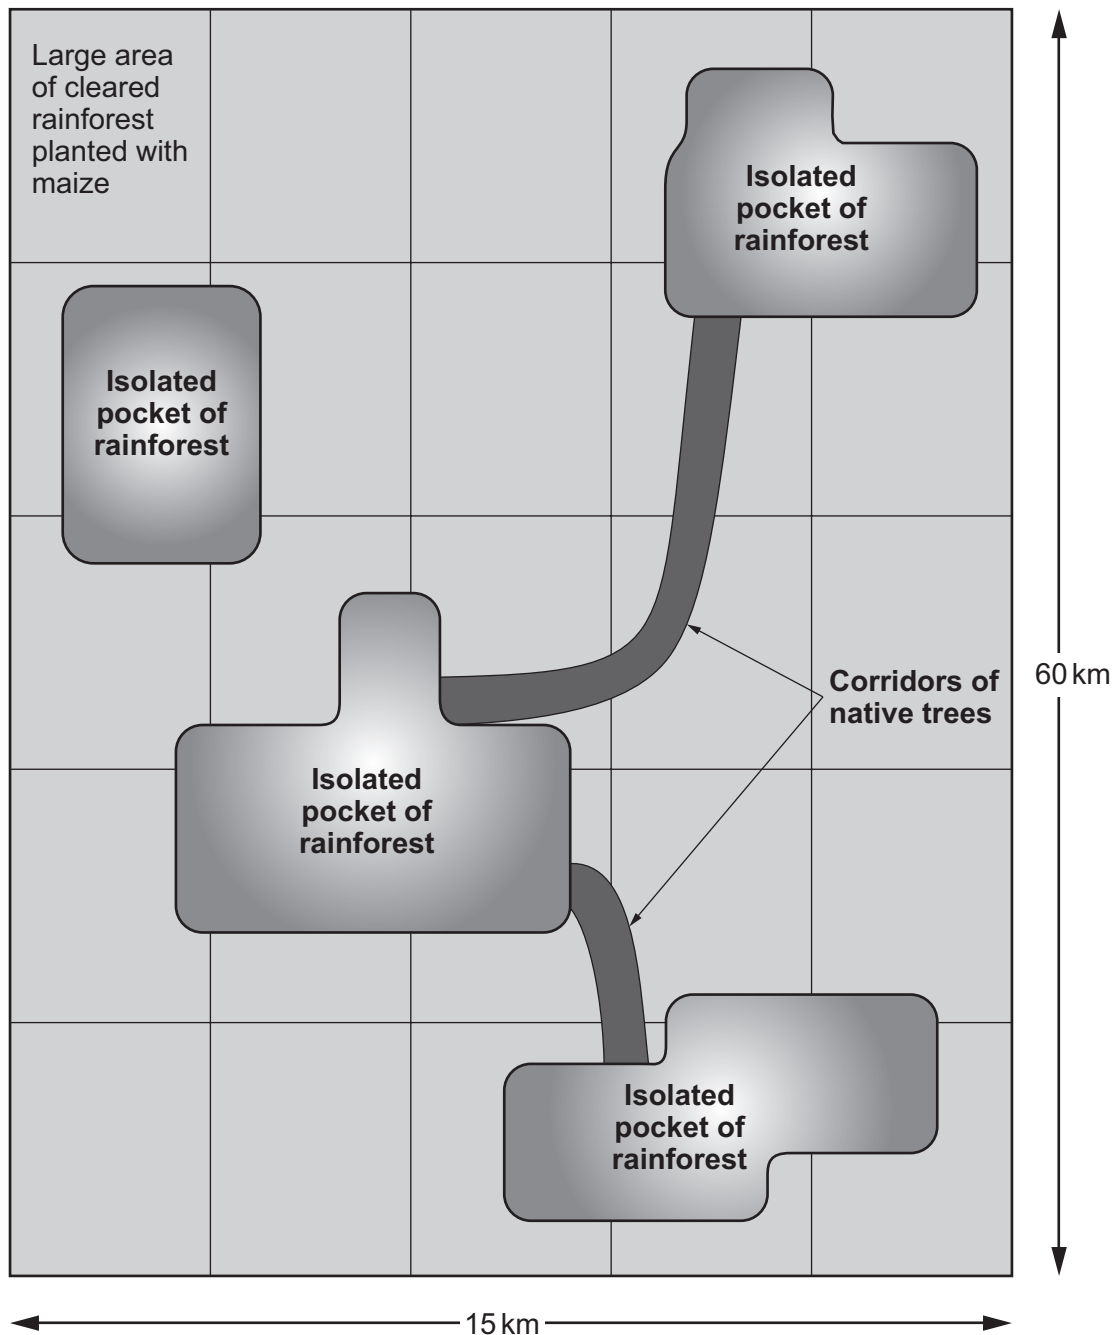 Large area
of cleared
rainforest
planted with
maize
Isolated
pocket of
rainforest
Isolated
pocket of
rainforest
Corridors of
native trees
60 km
Isolated
pocket of
rainforest
Isolated
pocket of
rainforest
15 km